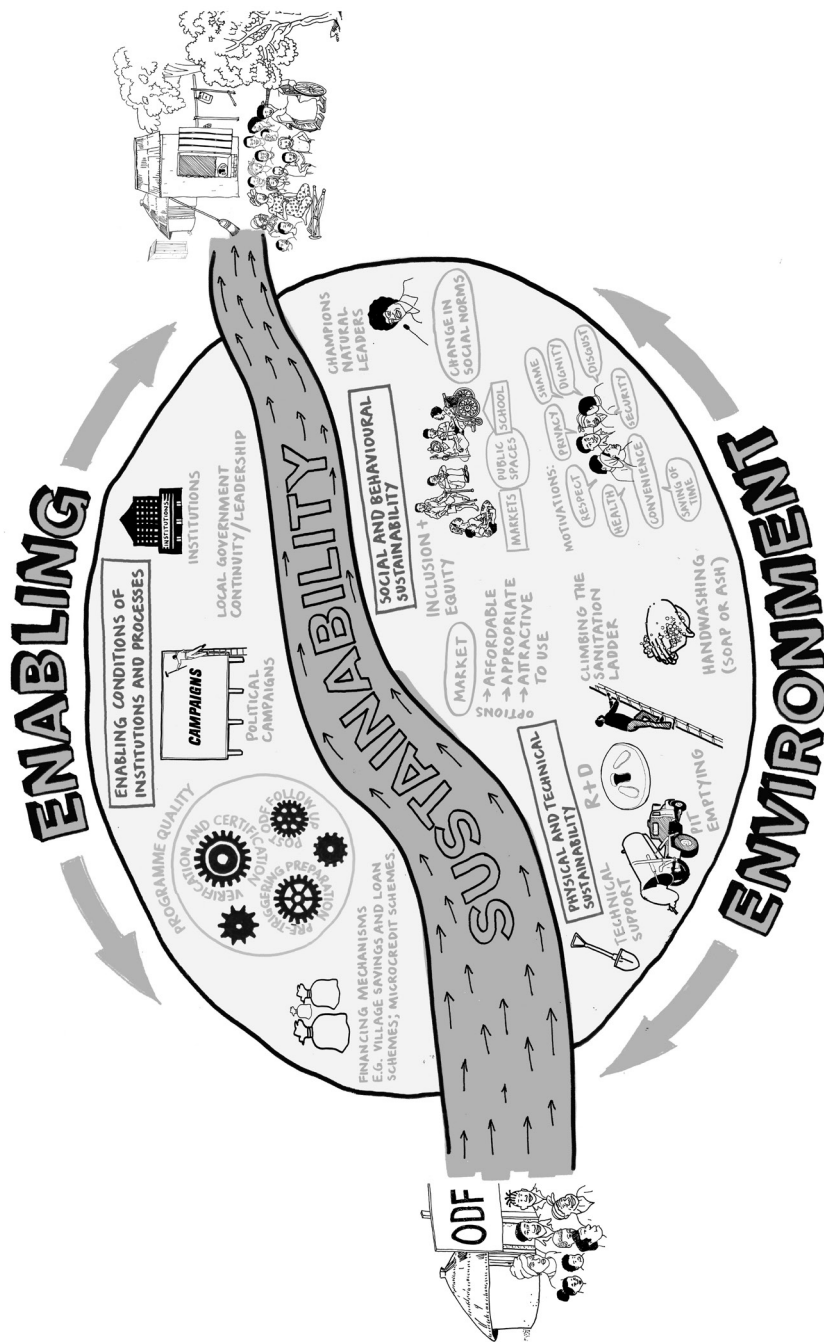 ENABLING
ENABLING CONDITIONS OF
INSTITUTIONS AND PROCESSES
PROGRAMME QUALITY
VERIFICATION AND CERTIFICATION
PRE-TRIGGERING PREPARATION
POST ODF
FOLLOW UP
CAMPAIGNS
POLITICAL
CAMPAIGNS
INSTITUTIONS
INSTITUTIONS
LOCAL GOVERNMENT
CONTINUITY/LEADERSHIP
FINANCING MECHANISMS
E.G. VILLAGE SAVINGS AND LOAN
SCHEMES; MICROCREDIT SCHEMES
ODF
SUSTAINABILITY
SOCIAL AND BEHAVIOURAL
SUSTAINABILITY
CHAMPIONS
NATURAL
LEADERS
INCLUSION +
EQUITY
MARKETS
PUBLIC
SPACES
SCHOOL
CHANGE IN
SOCIAL NORMS
MOTIVATIONS:
RESPECT
PRIVACY
SHAME
DIGNITY
DISGUST
HEALTH
CONVENIENCE
SECURITY
SAVING OF
TIME
MARKET
OPTIONS
→ AFFORDABLE
→ APPROPRIATE
→ ATTRACTIVE
TO USE
PHYSICAL AND TECHNICAL
SUSTAINABILITY
TECHNICAL
SUPPORT
R+D
PIT
EMPTYING
CLIMBING THE
SANITATION
LADDER
HANDWASHING
(SOAP OR ASH)
ENVIRONMENT